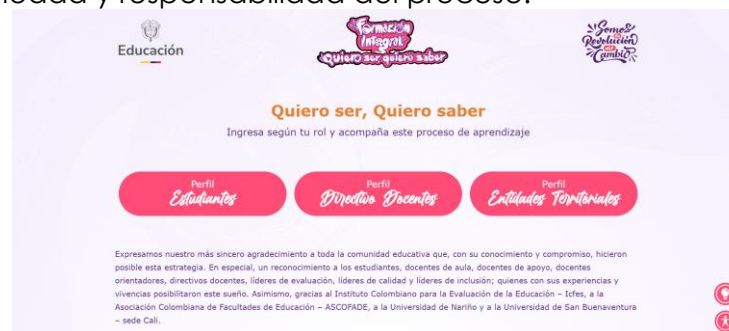 iedad y responsabilidad del proceso.
Educación
Formación
Integral
Quiero ser quiero saber
Somos
Revolución
del
Cambio
Quiero ser, Quiero saber
Ingresa según tu rol y acompaña este proceso de aprendizaje
Perfil
Estudiantes
Perfil
Directivo Docentes
Perfil
Entidades Territoriales
Expresamos nuestro más sincero agradecimiento a toda la comunidad educativa que, con su conocimiento y compromiso, hicieron
posible esta estrategia. En especial, un reconocimiento a los estudiantes, docentes de aula, docentes de apoyo, docentes
orientadores, directivos docentes, líderes de evaluación, líderes de calidad y líderes de inclusión; quienes con sus experiencias y
vivencias posibilitaron este sueño. Asimismo, gracias al Instituto Colombiano para la Evaluación de la Educación – Icfes, a la
Asociación Colombiana de Facultades de Educación – ASCOFADE, a la Universidad de Nariño y a la Universidad de San Buenaventura
– sede Cali.